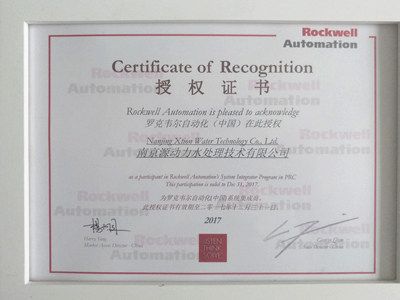 Rockwell
Automation
Certificate of Recognition
授权证书
Rockwell Automation is pleased to acknowledge
罗克韦尔自动化（中国）在此授权
Water Technology Co., Ltd.
南京源动力水处理技术有限公司
as a participant in Rockwell Automation's System Integrator Program in PRC
This participation is valid to Dec 31, 2017
为罗克韦尔自动化(中国)系统集成商
此授权证书有效期至二零一七年十二月三十一日。
2017
LISTEN.
THINK.
SOLVE.